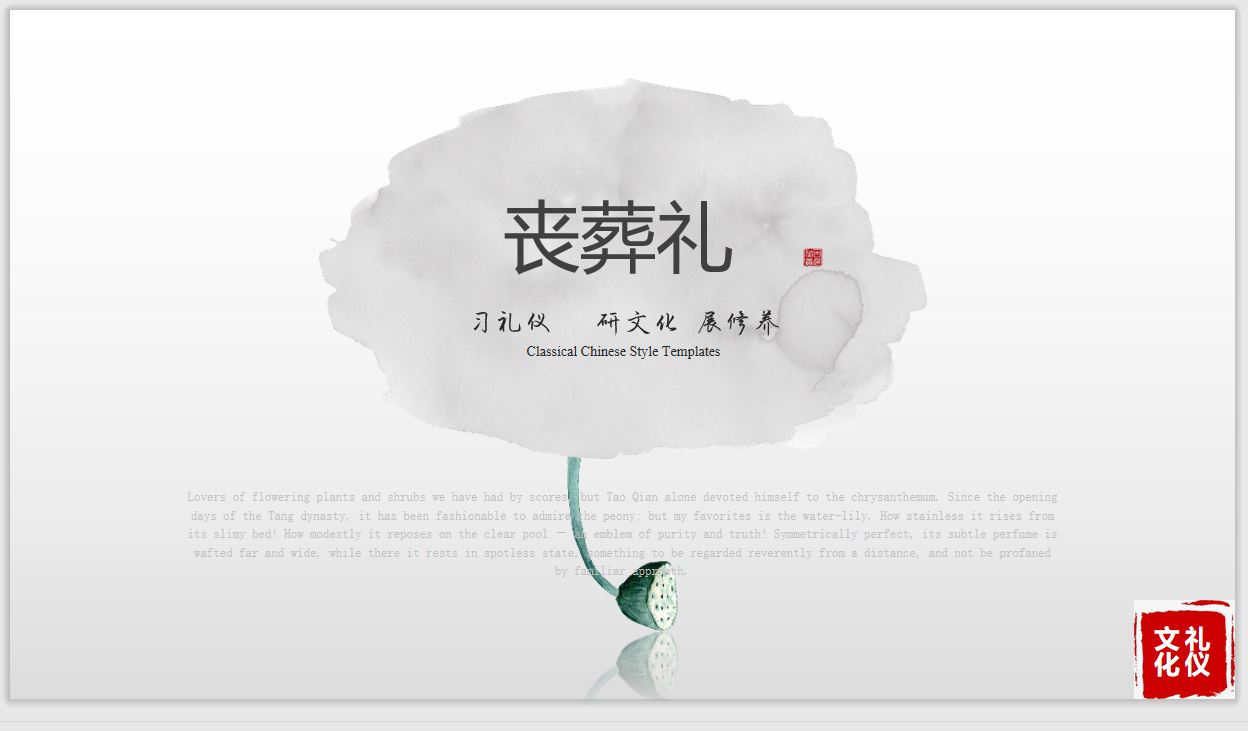 丧葬礼
习礼仪 研文化 展修养
Classical Chinese Style Templates
Lovers of flowering plants and shrubs we have had by scores, but Tao Qian alone devoted himself to the chrysanthemum. Since the opening
days of the Tang dynasty, it has been fashionable to admire the peony; but my favorites is the water-lily. How stainless it rises from
its slimy bed! How modestly it reposes on the clear pool — an emblem of purity and truth! Symmetrically perfect, its subtle perfume is
wafted far and wide, while there it rests in spotless state, something to be regarded reverently from a distance, and not be profaned
by familiar approach.
礼仪
文化